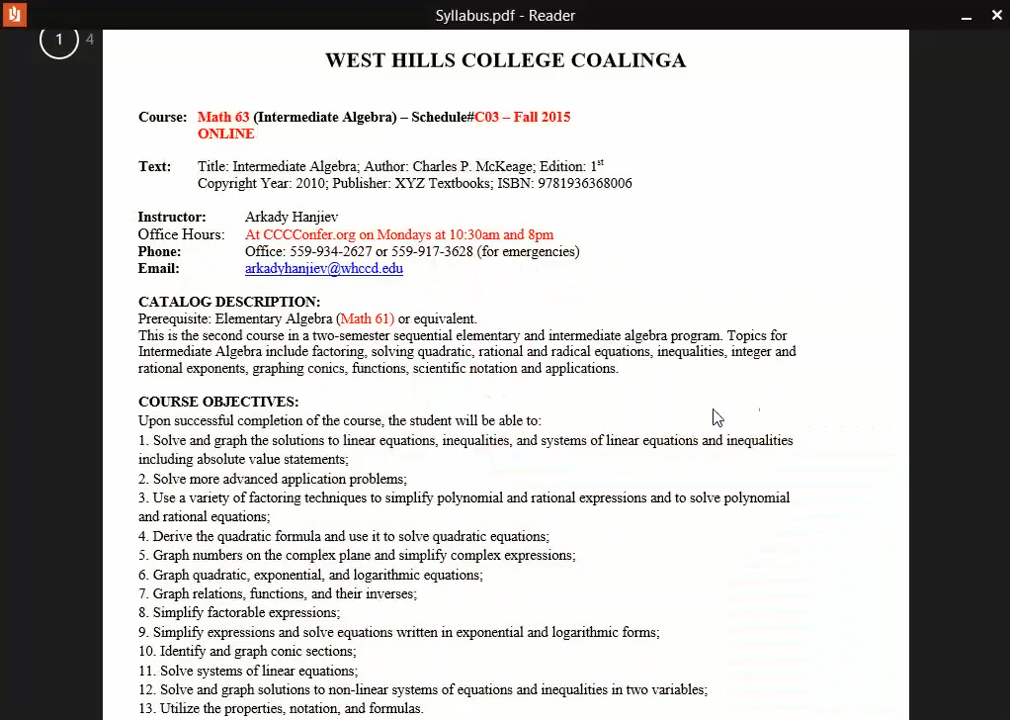 Syllabus.pdf - Reader
1 4
WEST HILLS COLLEGE COALINGA
Course: Math 63 (Intermediate Algebra) – Schedule#C03 – Fall 2015
ONLINE
Text: Title: Intermediate Algebra; Author: Charles P. McKeage; Edition: 1st
Copyright Year: 2010; Publisher: XYZ Textbooks; ISBN: 9781936368006
Instructor: Arkady Hanjiev
Office Hours: At CCCConfer.org on Mondays at 10:30am and 8pm
Phone: Office: 559-934-2627 or 559-917-3628 (for emergencies)
Email: arkadyhanjiev@whccd.edu
CATALOG DESCRIPTION:
Prerequisite: Elementary Algebra (Math 61) or equivalent.
This is the second course in a two-semester sequential elementary and intermediate algebra program. Topics for
Intermediate Algebra include factoring, solving quadratic, rational and radical equations, inequalities, integer and
rational exponents, graphing conics, functions, scientific notation and applications.
COURSE OBJECTIVES:
Upon successful completion of the course, the student will be able to:
1. Solve and graph the solutions to linear equations, inequalities, and systems of linear equations and inequalities
including absolute value statements;
2. Solve more advanced application problems;
3. Use a variety of factoring techniques to simplify polynomial and rational expressions and to solve polynomial
and rational equations;
4. Derive the quadratic formula and use it to solve quadratic equations;
5. Graph numbers on the complex plane and simplify complex expressions;
6. Graph quadratic, exponential, and logarithmic equations;
7. Graph relations, functions, and their inverses;
8. Simplify factorable expressions;
9. Simplify expressions and solve equations written in exponential and logarithmic forms;
10. Identify and graph conic sections;
11. Solve systems of linear equations;
12. Solve and graph solutions to non-linear systems of equations and inequalities in two variables;
13. Utilize the properties, notation, and formulas.